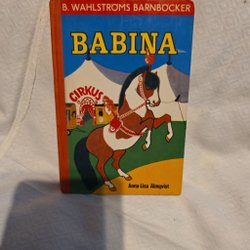 B. WAHLSTRÖMS BARNBÖCKER
BABINA
CIRKUS
Anna-Lisa Almqvist